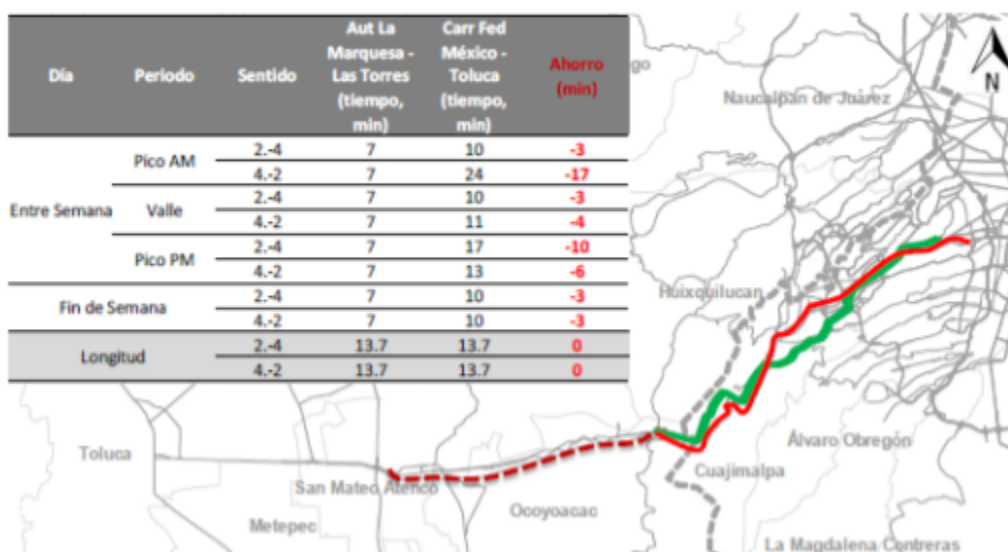 Día Periodo Sentido Aut La Marquesa - Las Torres (tiempo, min) Carr Fed México - Toluca (tiempo, min) Ahorro (min)
Entre Semana Pico AM 2.-4 7 10 -3
4.-2 7 24 -17
Valle 2.-4 7 10 -3
4.-2 7 11 -4
Pico PM 2.-4 7 17 -10
4.-2 7 13 -6
Fin de Semana 2.-4 7 10 -3
4.-2 7 10 -3
Longitud 2.-4 13.7 13.7 0
4.-2 13.7 13.7 0
go
N
Naucalpan de Juárez
Huixquilucan
Álvaro Obregón
Toluca
Cuajimalpa
San Mateo Atenco
Ocoyoacac
Metepec
La Magdalena Contreras